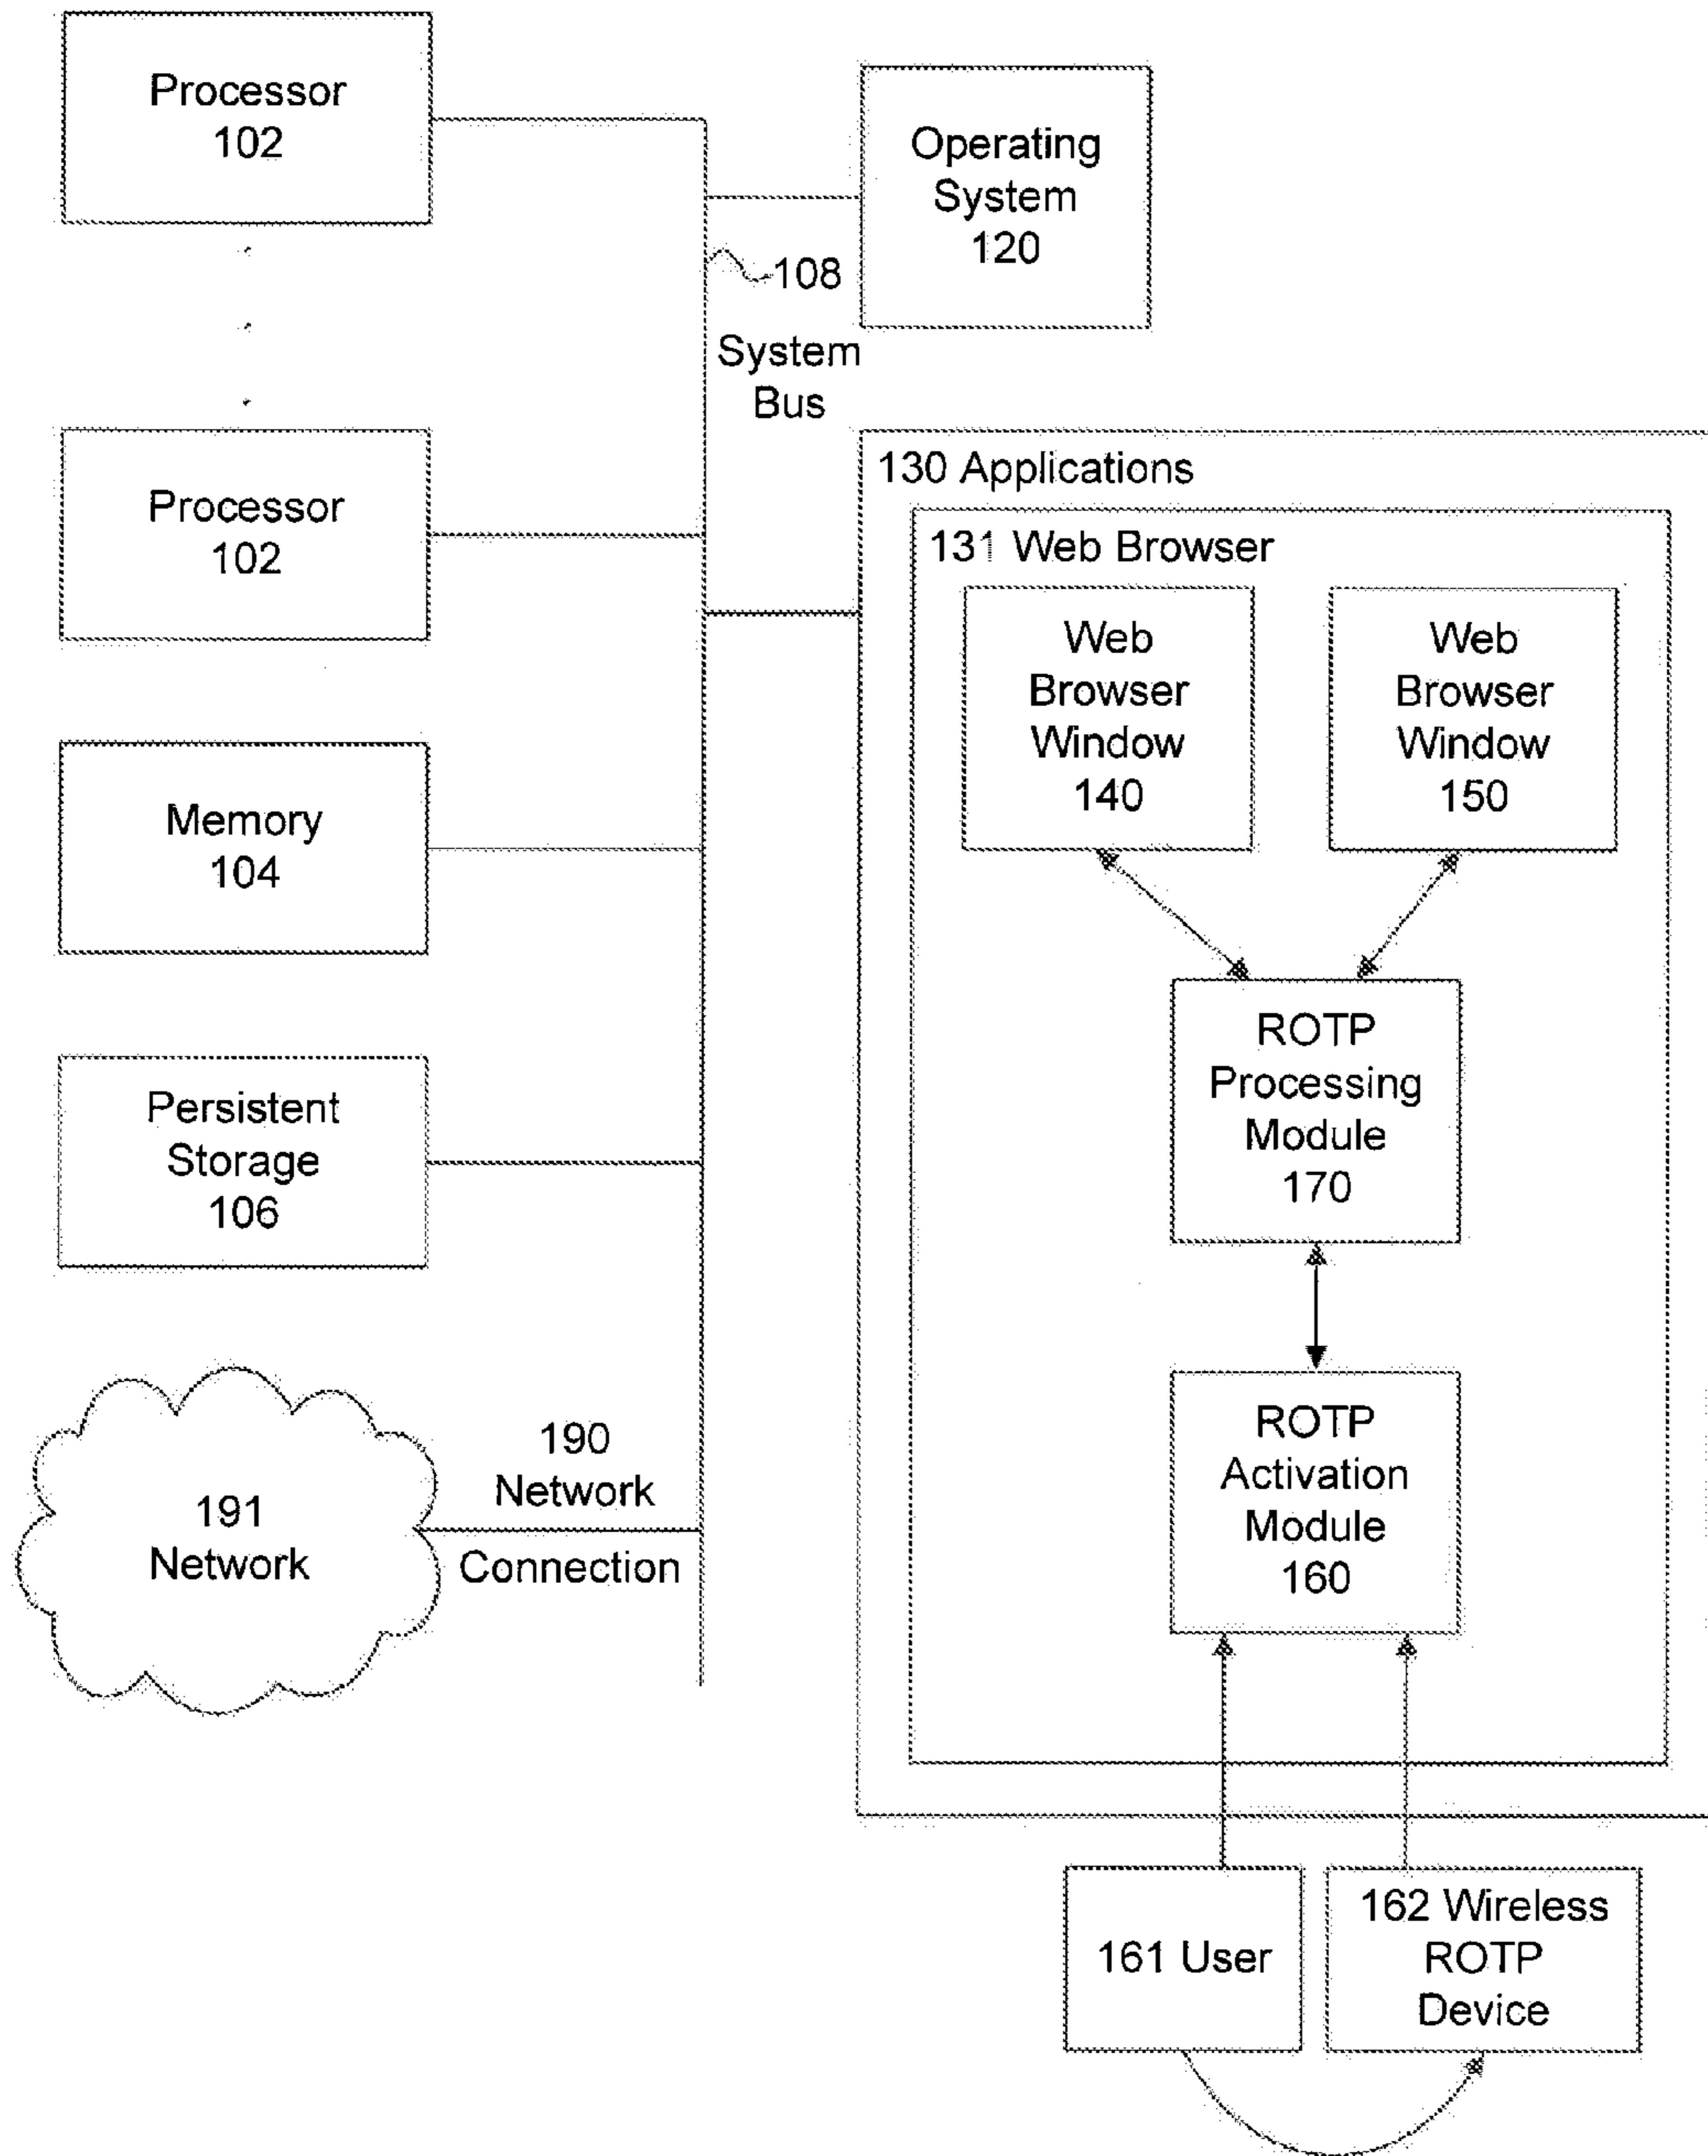 Processor
102
Operating
System
120
108
System
Bus
Processor
102
130 Applications
131 Web Browser
Web
Browser
Window
140
Web
Browser
Window
150
Memory
104
ROTP
Processing
Module
170
Persistent
Storage
106
ROTP
Activation
Module
160
190
Network
Connection
191
Network
161 User
162 Wireless
ROTP
Device